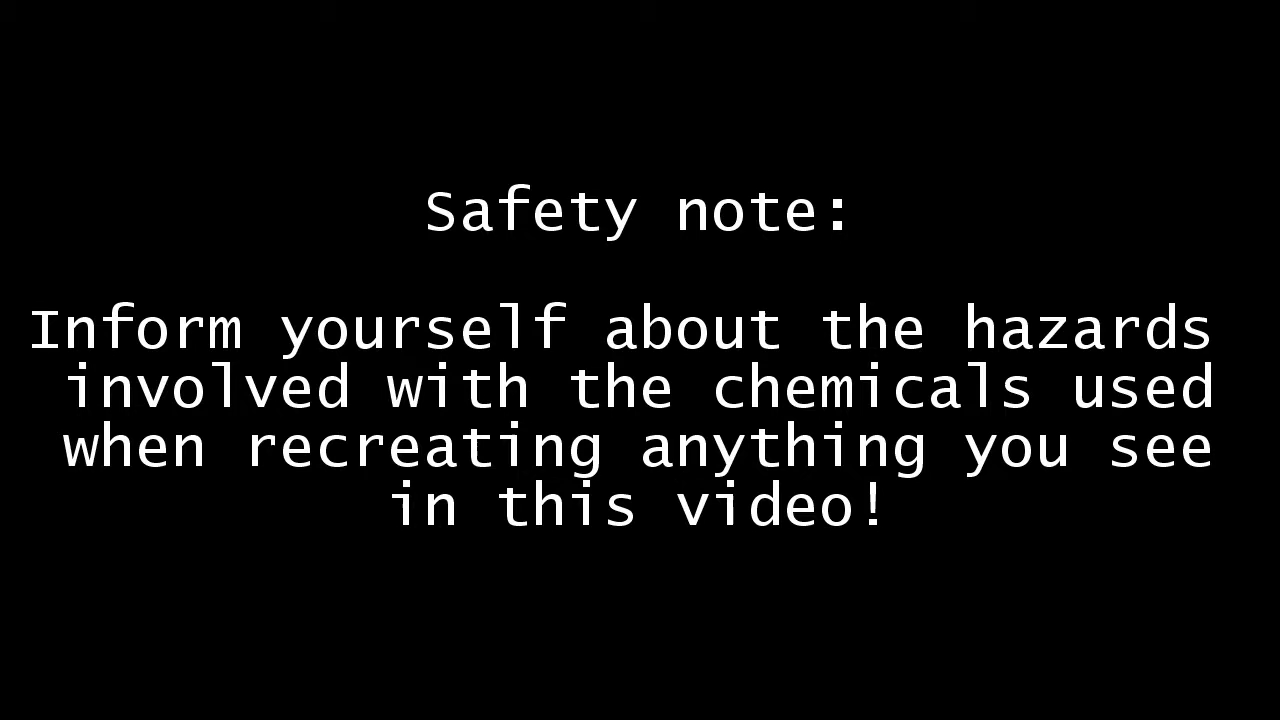 Safety note:
Inform yourself about the hazards
involved with the chemicals used
when recreating anything you see
in this video!